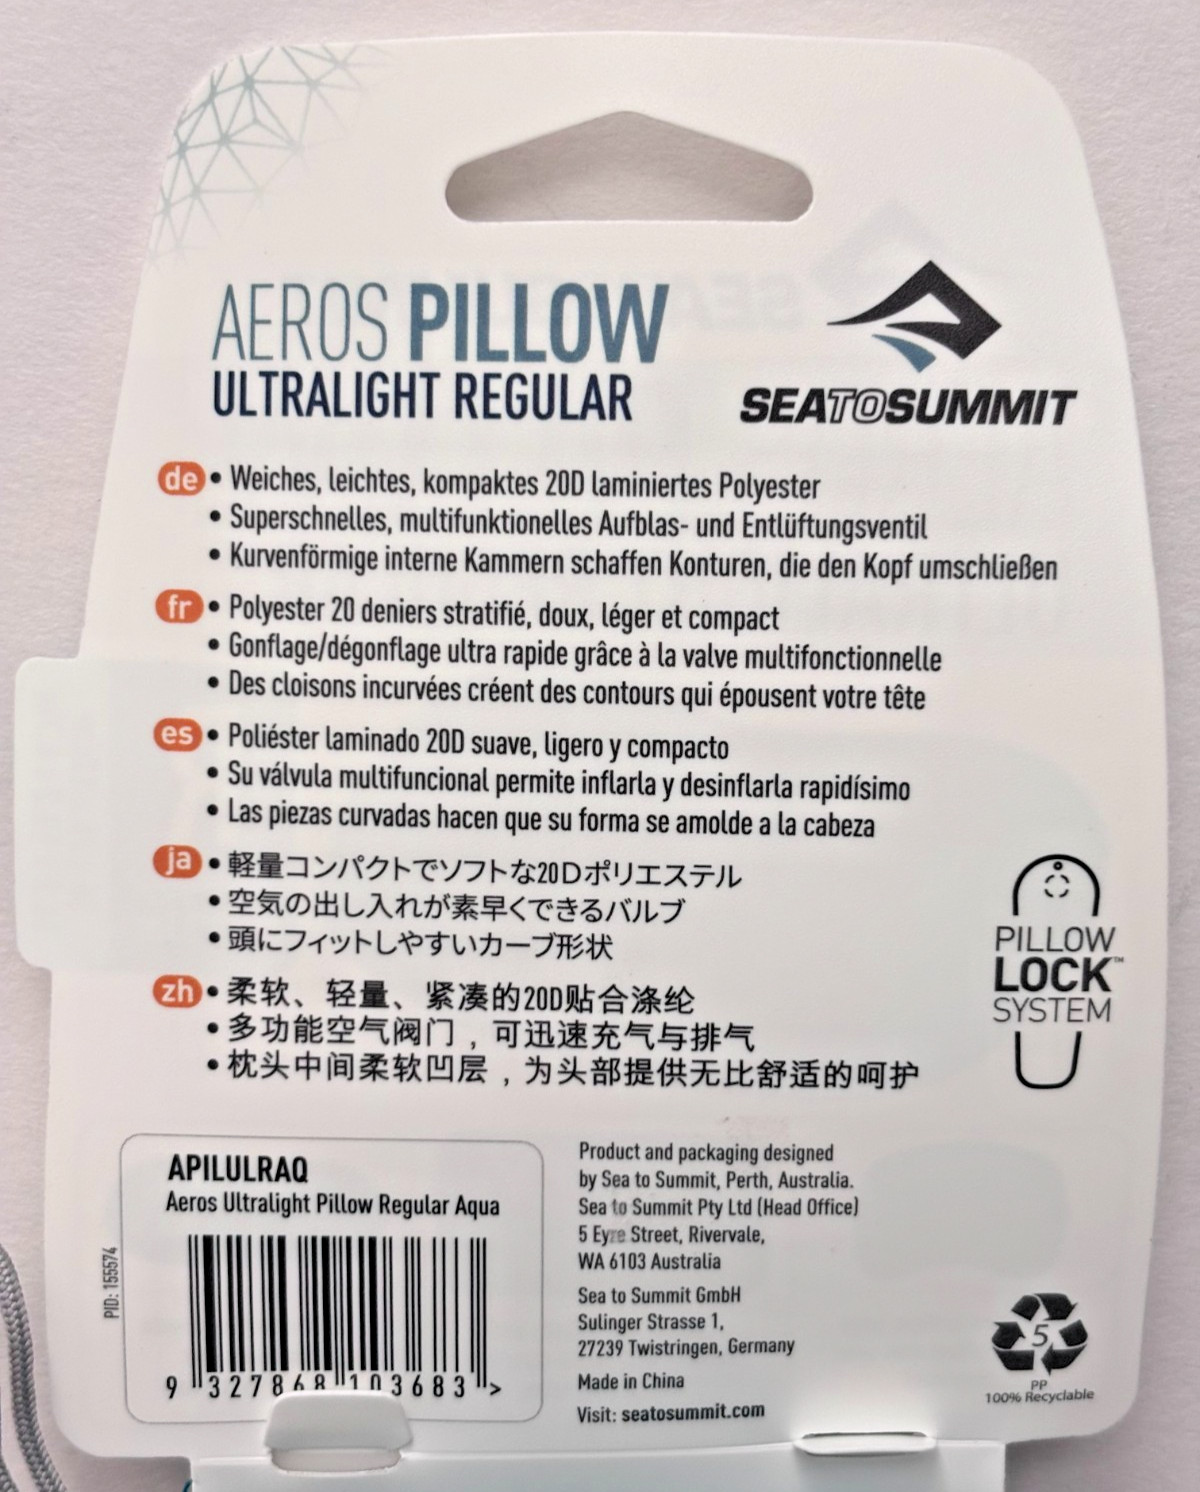 AEROS PILLOW
ULTRALIGHT REGULAR
SEATOSUMMIT
de • Weiches, leichtes, kompaktes 20D laminiertes Polyester
• Superschnelles, multifunktionelles Aufblas- und Entlüftungsventil
• Kurvenförmige interne Kammern schaffen Konturen, die den Kopf umschließen
fr • Polyester 20 deniers stratifié, doux, léger et compact
• Gonflage/dégonflage ultra rapide grâce à la valve multifonctionnelle
• Des cloisons incurvées créent des contours qui épousent votre tête
es • Poliéster laminado 20D suave, ligero y compacto
• Su válvula multifuncional permite inflarla y desinflarla rapidísimo
• Las piezas curvadas hacen que su forma se amolde a la cabeza
ja • 軽量コンパクトでソフトな20Dポリエステル
• 空気の出し入れが素早くできるバルブ
• 頭にフィットしやすいカーブ形状
zh • 柔软、轻量、紧凑的20D贴合涤纶
• 多功能空气阀门，可迅速充气与排气
• 枕头中间柔软凹层，为头部提供无比舒适的呵护
PILLOW
LOCK™
SYSTEM
APILULRAQ
Aeros Ultralight Pillow Regular Aqua
PID: 155574
9 327868 103683 >
Product and packaging designed
by Sea to Summit, Perth, Australia.
Sea to Summit Pty Ltd (Head Office)
5 Eyre Street, Rivervale,
WA 6103 Australia
Sea to Summit GmbH
Sulinger Strasse 1,
27239 Twistringen, Germany
Made in China
Visit: seatosummit.com
5
PP
100% Recyclable